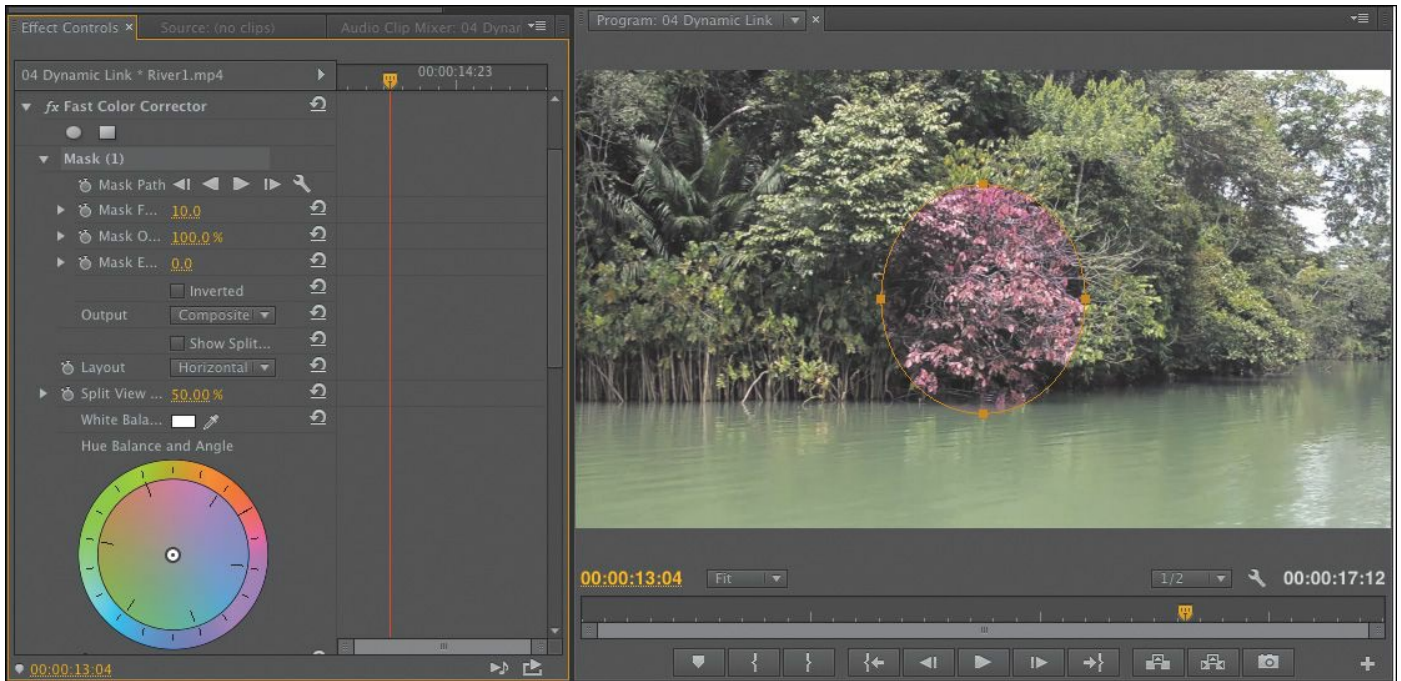 Effect Controls ×
Source: (no clips)
Audio Clip Mixer: 04 Dynar
04 Dynamic Link * River1.mp4
00:00:14:23
fx Fast Color Corrector
Mask (1)
Mask Path
Mask F... 10.0
Mask O... 100.0 %
Mask E... 0.0
Inverted
Output Composite
Show Split...
Layout Horizontal
Split View ... 50.00 %
White Bala...
Hue Balance and Angle
00:00:13:04
Program: 04 Dynamic Link ×
00:00:13:04
Fit
1/2
00:00:17:12